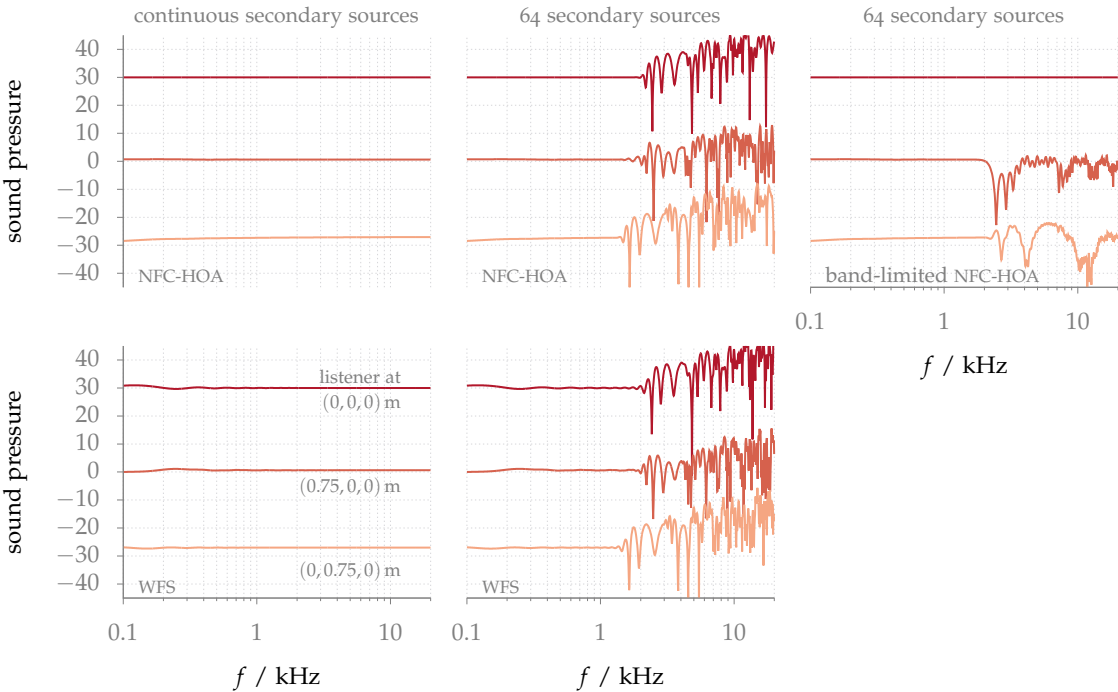 continuous secondary sources
64 secondary sources
64 secondary sources
sound pressure
40
30
20
10
0
−10
−20
−30
−40
NFC-HOA
NFC-HOA
band-limited NFC-HOA
0.1
1
10
f / kHz
sound pressure
40
30
20
10
0
−10
−20
−30
−40
listener at
(0, 0, 0) m
(0.75, 0, 0) m
(0, 0.75, 0) m
WFS
WFS
0.1
1
10
0.1
1
10
f / kHz
f / kHz